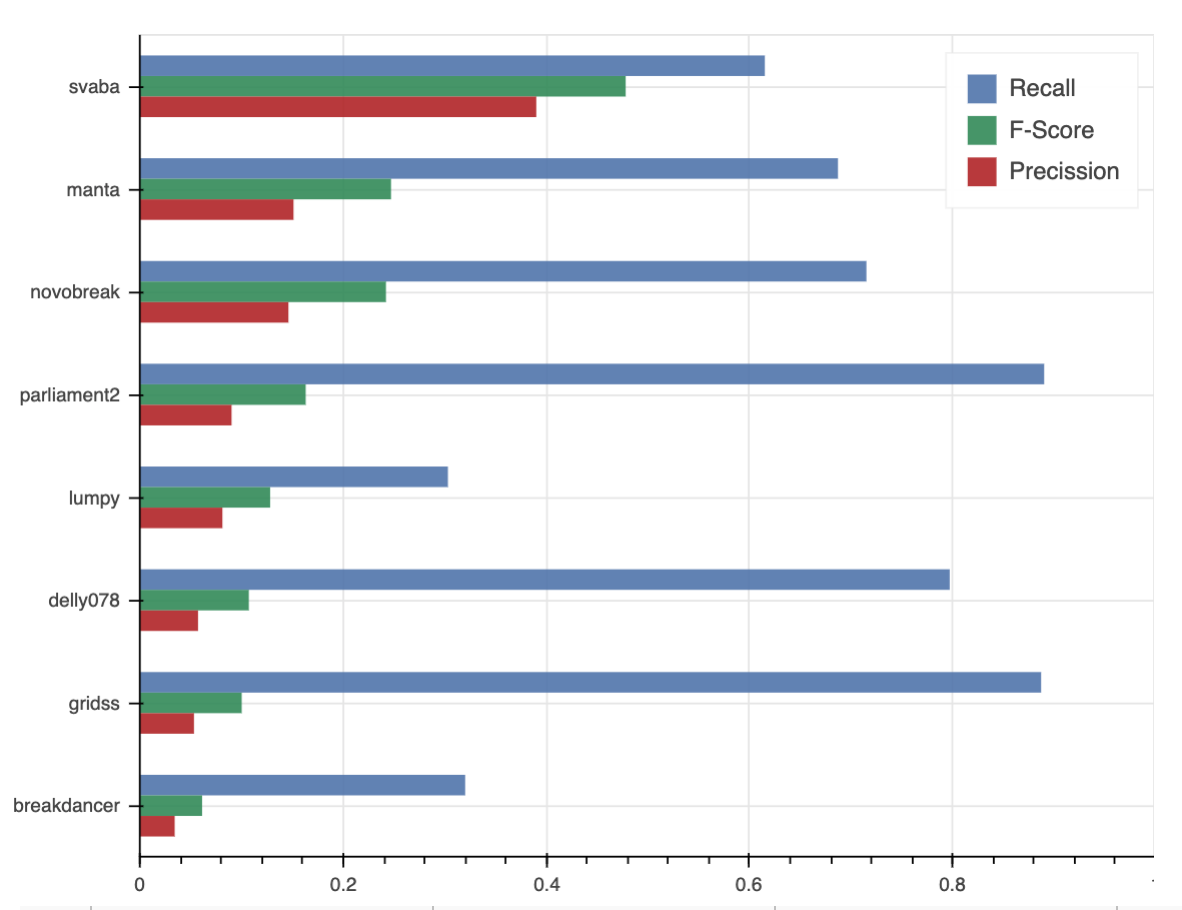 svaba
manta
novobreak
parliament2
lumpy
delly078
gridss
breakdancer
0 0.2 0.4 0.6 0.8
Recall
F-Score
Precission